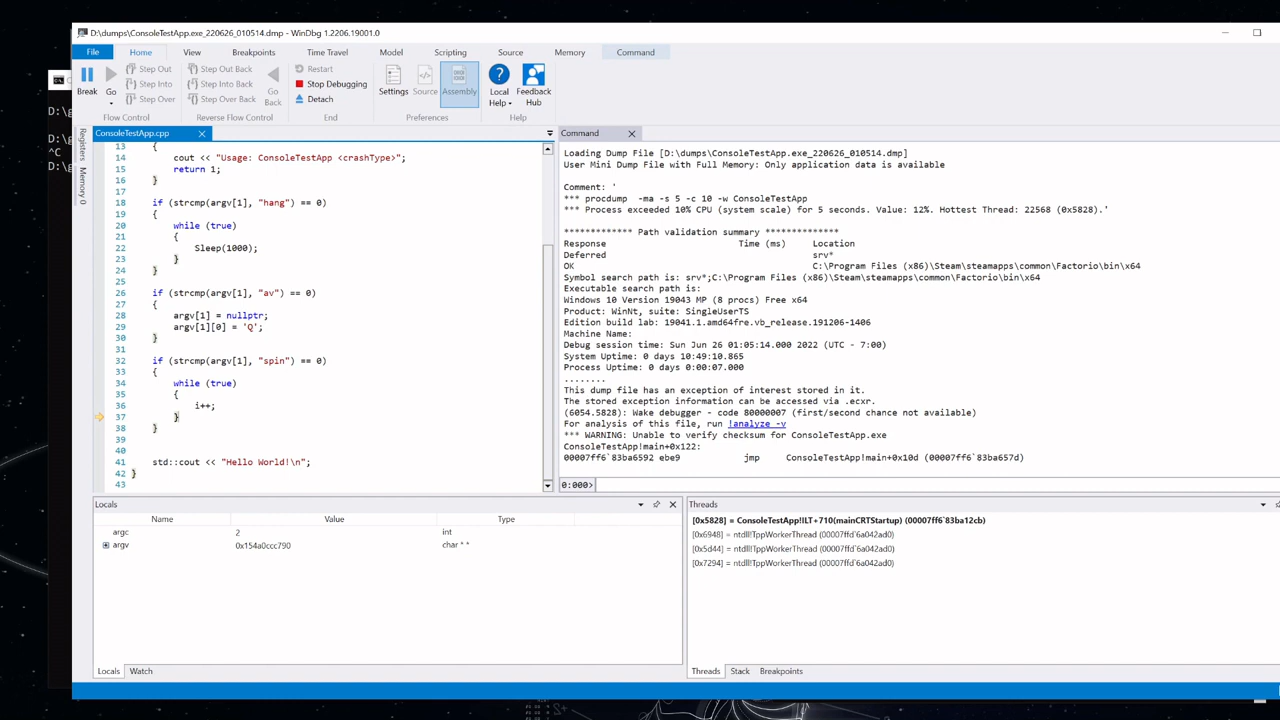 D:\dumps\ConsoleTestApp.exe_220626_010514.dmp - WinDbg 1.2206.19001.0
File Home View Breakpoints Time Travel Model Scripting Source Memory Command
Break
Go
Step Out
Step Into
Step Over
Flow Control
Step Out Back
Step Into Back
Step Over Back
Go Back
Reverse Flow Control
Restart
Stop Debugging
Detach
End
Settings
Source
Assembly
Preferences
Local Help
Feedback Hub
Help
D:\g
D:\g
^C
D:\g
Registers
Memory 0
ConsoleTestApp.cpp
13 {
14 cout << "Usage: ConsoleTestApp <crashType>";
15 return 1;
16 }
17
18 if (strcmp(argv[1], "hang") == 0)
19 {
20 while (true)
21 {
22 Sleep(1000);
23 }
24 }
25
26 if (strcmp(argv[1], "av") == 0)
27 {
28 argv[1] = nullptr;
29 argv[1][0] = 'Q';
30 }
31
32 if (strcmp(argv[1], "spin") == 0)
33 {
34 while (true)
35 {
36 i++;
37 }
38 }
39
40
41 std::cout << "Hello World!\n";
42 }
43
Command
Loading Dump File [D:\dumps\ConsoleTestApp.exe_220626_010514.dmp]
User Mini Dump File with Full Memory: Only application data is available
Comment: '
*** procdump -ma -s 5 -c 10 -w ConsoleTestApp
*** Process exceeded 10% CPU (system scale) for 5 seconds. Value: 12%. Hottest Thread: 22568 (0x5828).'
************* Path validation summary **************
Response Time (ms) Location
Deferred srv*
OK C:\Program Files (x86)\Steam\steamapps\common\Factorio\bin\x64
Symbol search path is: srv*;C:\Program Files (x86)\Steam\steamapps\common\Factorio\bin\x64
Executable search path is:
Windows 10 Version 19043 MP (8 procs) Free x64
Product: WinNt, suite: SingleUserTS
Edition build lab: 19041.1.amd64fre.vb_release.191206-1406
Machine Name:
Debug session time: Sun Jun 26 01:05:14.000 2022 (UTC - 7:00)
System Uptime: 0 days 10:49:10.865
Process Uptime: 0 days 0:00:07.000
........
This dump file has an exception of interest stored in it.
The stored exception information can be accessed via .ecxr.
(6054.5828): Wake debugger - code 80000007 (first/second chance not available)
For analysis of this file, run !analyze -v
*** WARNING: Unable to verify checksum for ConsoleTestApp.exe
ConsoleTestApp!main+0x122:
00007ff6`83ba6592 ebe9 jmp ConsoleTestApp!main+0x10d (00007ff6`83ba657d)
0:000>
Locals
Name Value Type
argc 2 int
argv 0x154a0ccc790 char * *
Locals Watch
Threads
[0x5828] = ConsoleTestApp!ILT+710(mainCRTStartup) (00007ff6`83ba12cb)
[0x6948] = ntdll!TppWorkerThread (00007ffd`6a042ad0)
[0x5d44] = ntdll!TppWorkerThread (00007ffd`6a042ad0)
[0x7294] = ntdll!TppWorkerThread (00007ffd`6a042ad0)
Threads Stack Breakpoints